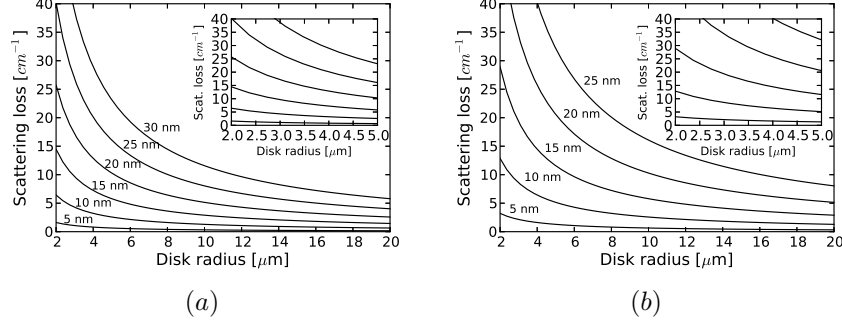 40
35
30
25
20
15
10
5
0
Scattering loss [cm⁻¹]
2 4 6 8 10 12 14 16 18 20
Disk radius [μm]
30 nm
25 nm
20 nm
15 nm
10 nm
5 nm
40
35
30
25
20
15
10
5
0
Scat. loss [cm⁻¹]
2.0 2.5 3.0 3.5 4.0 4.5 5.0
Disk radius [μm]
(a)
40
35
30
25
20
15
10
5
0
Scattering loss [cm⁻¹]
2 4 6 8 10 12 14 16 18 20
Disk radius [μm]
25 nm
20 nm
15 nm
10 nm
5 nm
40
35
30
25
20
15
10
5
0
Scat. loss [cm⁻¹]
2.0 2.5 3.0 3.5 4.0 4.5 5.0
Disk radius [μm]
(b)